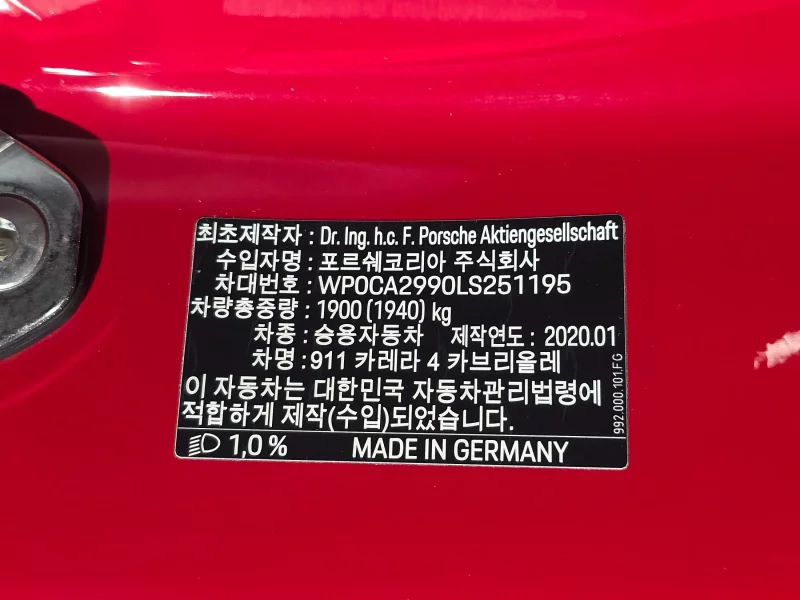 최초제작자 : Dr. Ing. h.c. F. Porsche Aktiengesellschaft
수입자명 : 포르쉐코리아 주식회사
차대번호 : WP0CA2990LS251195
차량총중량 : 1900 (1940) kg
차종 : 승용자동차 제작연도 : 2020.01
차명 : 911 카레라 4 카브리올레
이 자동차는 대한민국 자동차관리법령에
적합하게 제작(수입)되었습니다.
1,0 % MADE IN GERMANY
992.000.101.FG